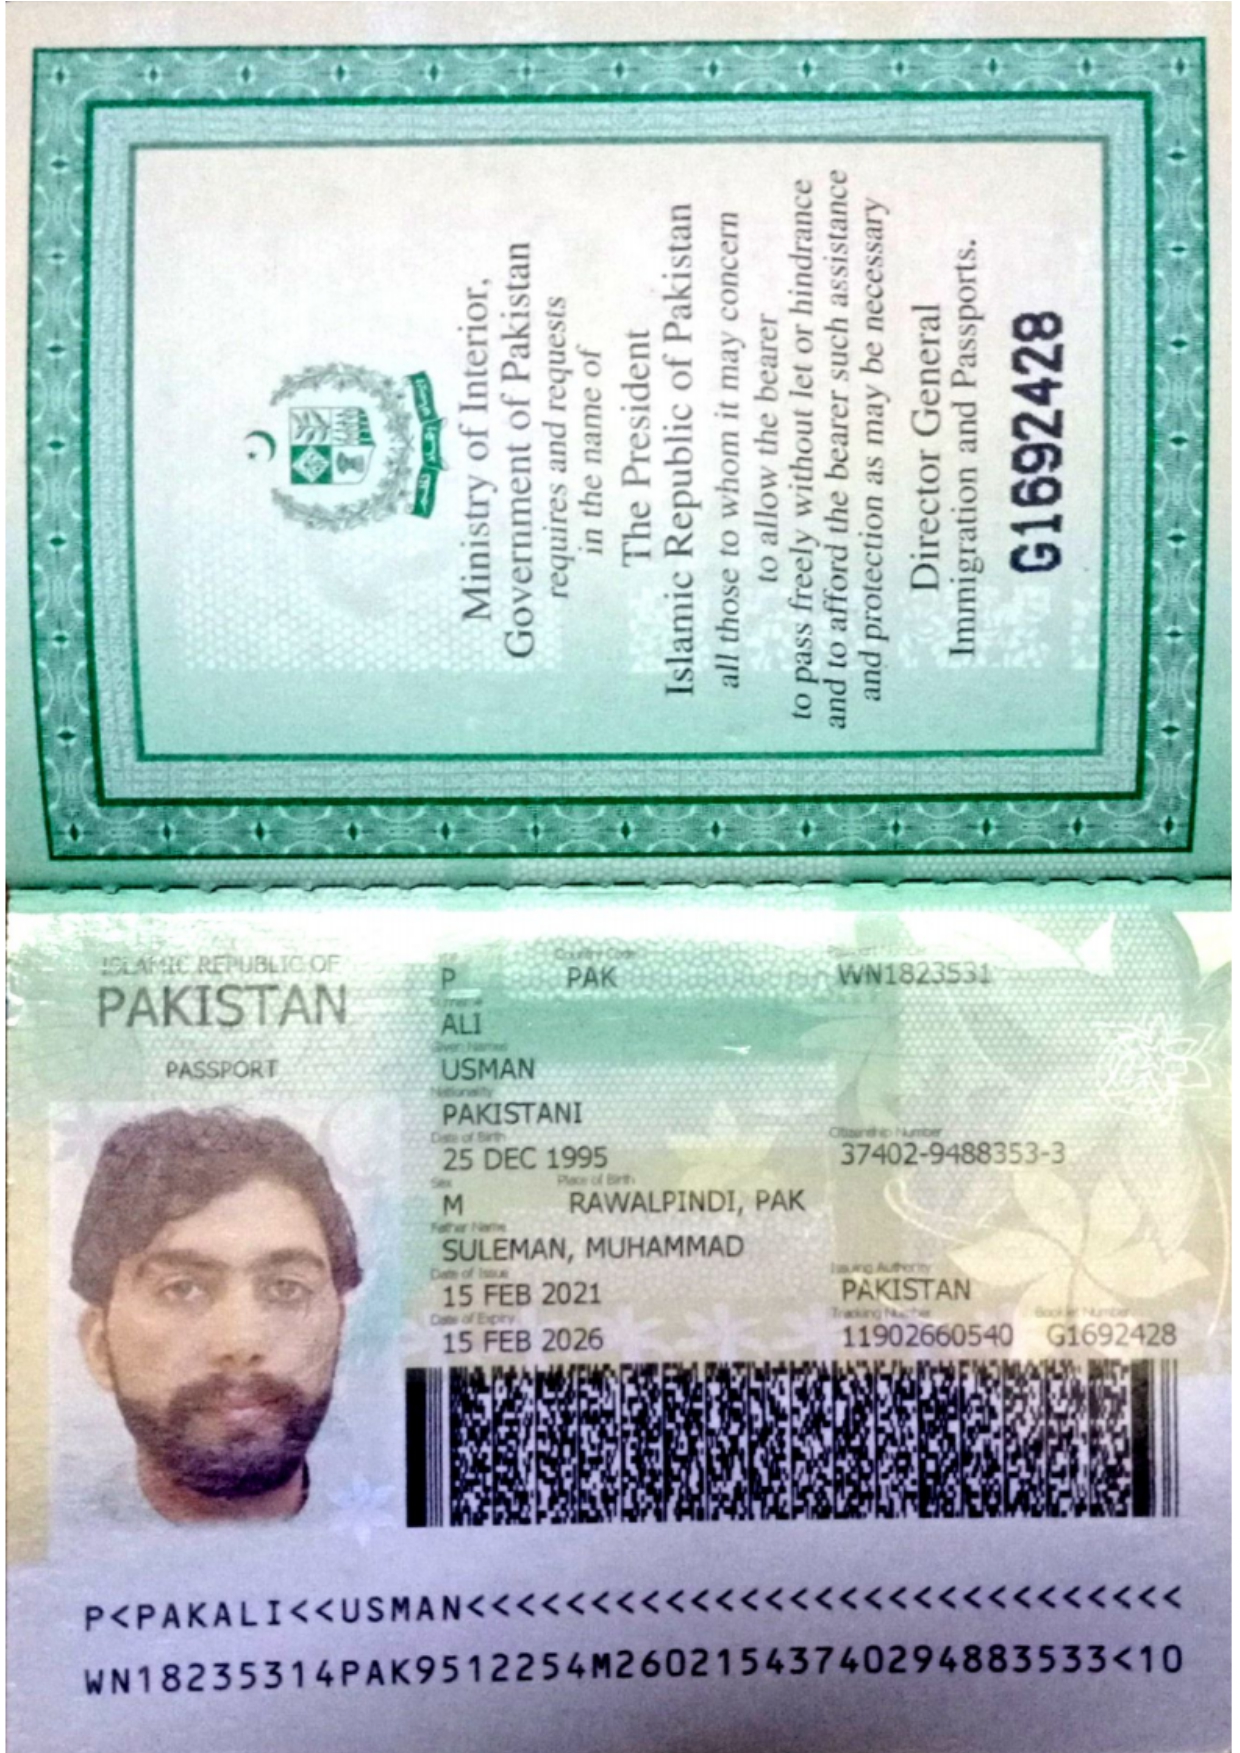 Ministry of Interior,
Government of Pakistan
requires and requests
in the name of
The President
Islamic Republic of Pakistan
all those to whom it may concern
to allow the bearer
to pass freely without let or hindrance
and to afford the bearer such assistance
and protection as may be necessary
Director General
Immigration and Passports.
G1692428
ISLAMIC REPUBLIC OF
PAKISTAN
PASSPORT
Country Code
P PAK WN1823531
ALI
Given Names
USMAN
Nationality
PAKISTANI
Date of Birth Citizenship Number
25 DEC 1995 37402-9488353-3
Sex Place of Birth
M RAWALPINDI, PAK
Father Name
SULEMAN, MUHAMMAD
Date of Issue Issuing Authority
15 FEB 2021 PAKISTAN
Date of Expiry Tracking Number Booklet Number
15 FEB 2026 11902660540 G1692428
P<PAKALI<<USMAN<<<<<<<<<<<<<<<<<<<<<<<<<<<<<
WN18235314PAK9512254M26021543740294883533<10